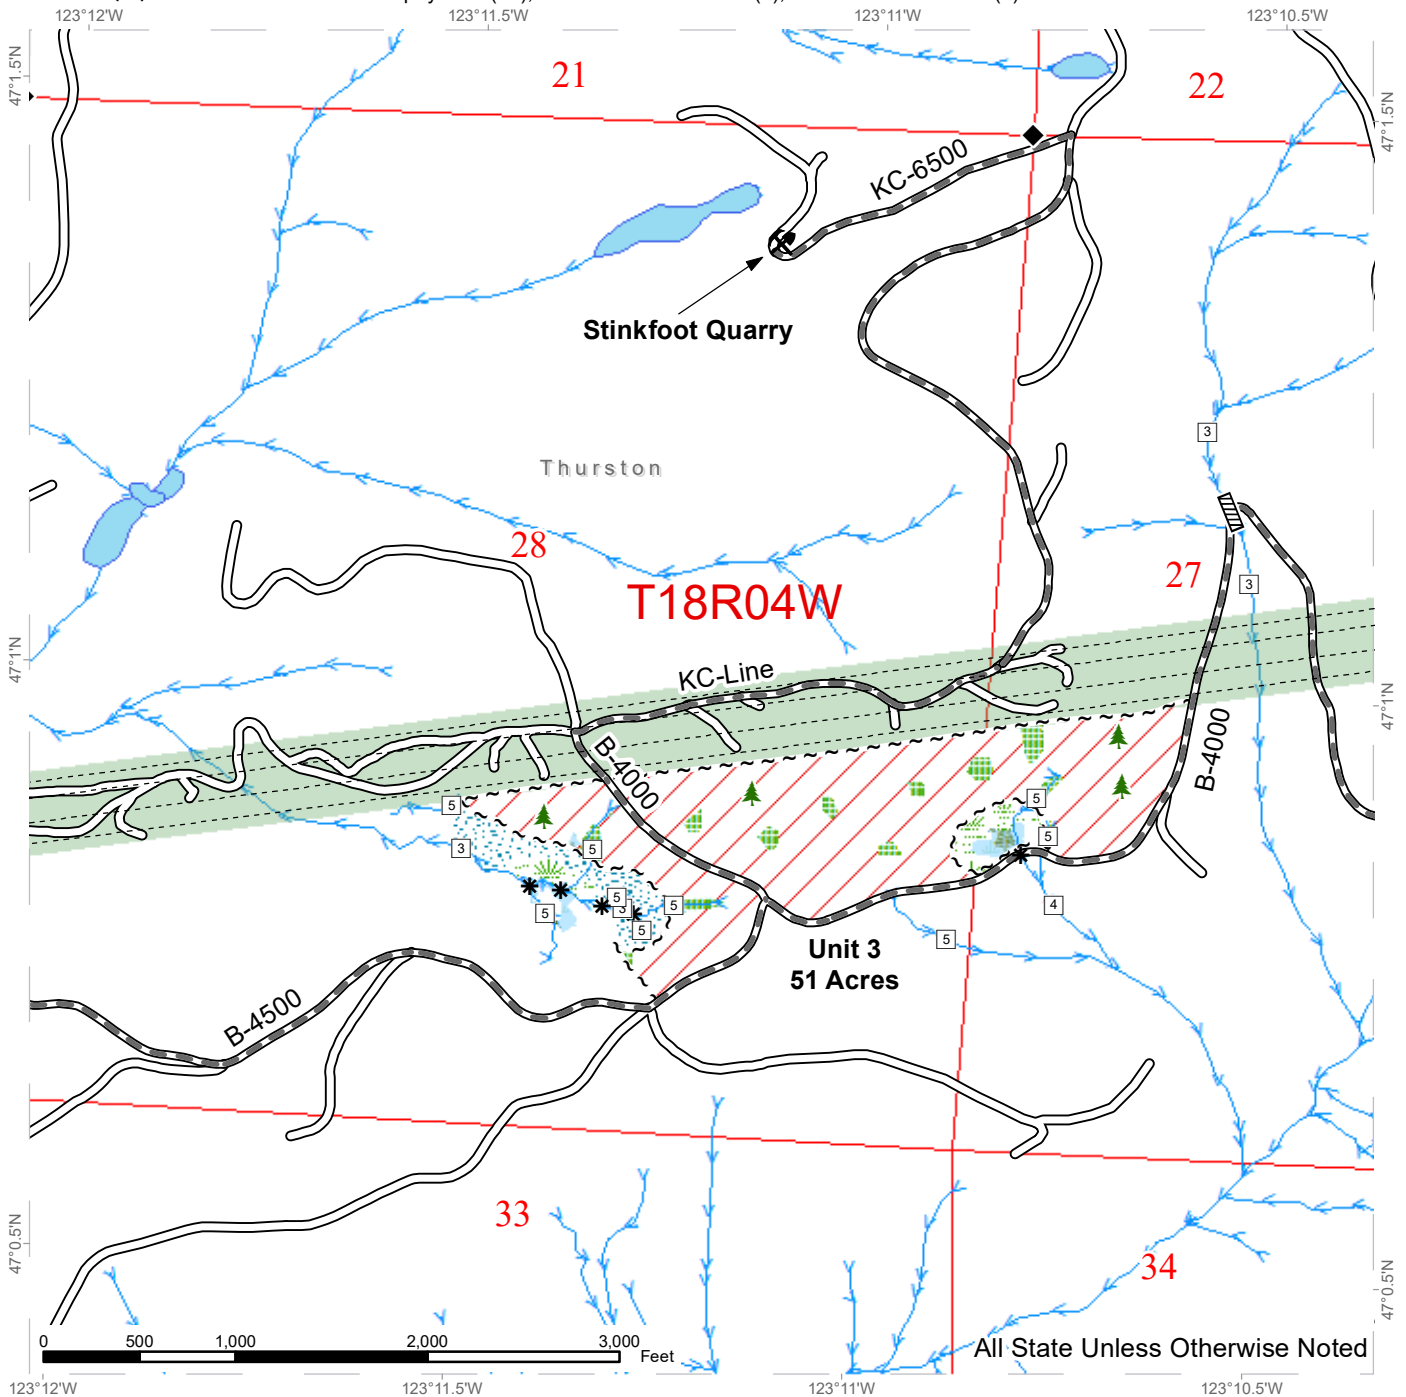 123°12'W
123°11.5'W
123°11'W
123°10.5'W
47°1.5'N
47°1.5'N
21
22
KC-6500
Stinkfoot Quarry
3
Thurston
28
T18R04W
27
3
47°1'N
47°1'N
KC-Line
B-4000
B-4000
5
5
3
5
5
5
3
5
5
5
4
5
Unit 3
51 Acres
B-4500
33
34
47°0.5'N
47°0.5'N
0 500 1,000 2,000 3,000
Feet
All State Unless Otherwise Noted
123°12'W
123°11.5'W
123°11'W
123°10.5'W